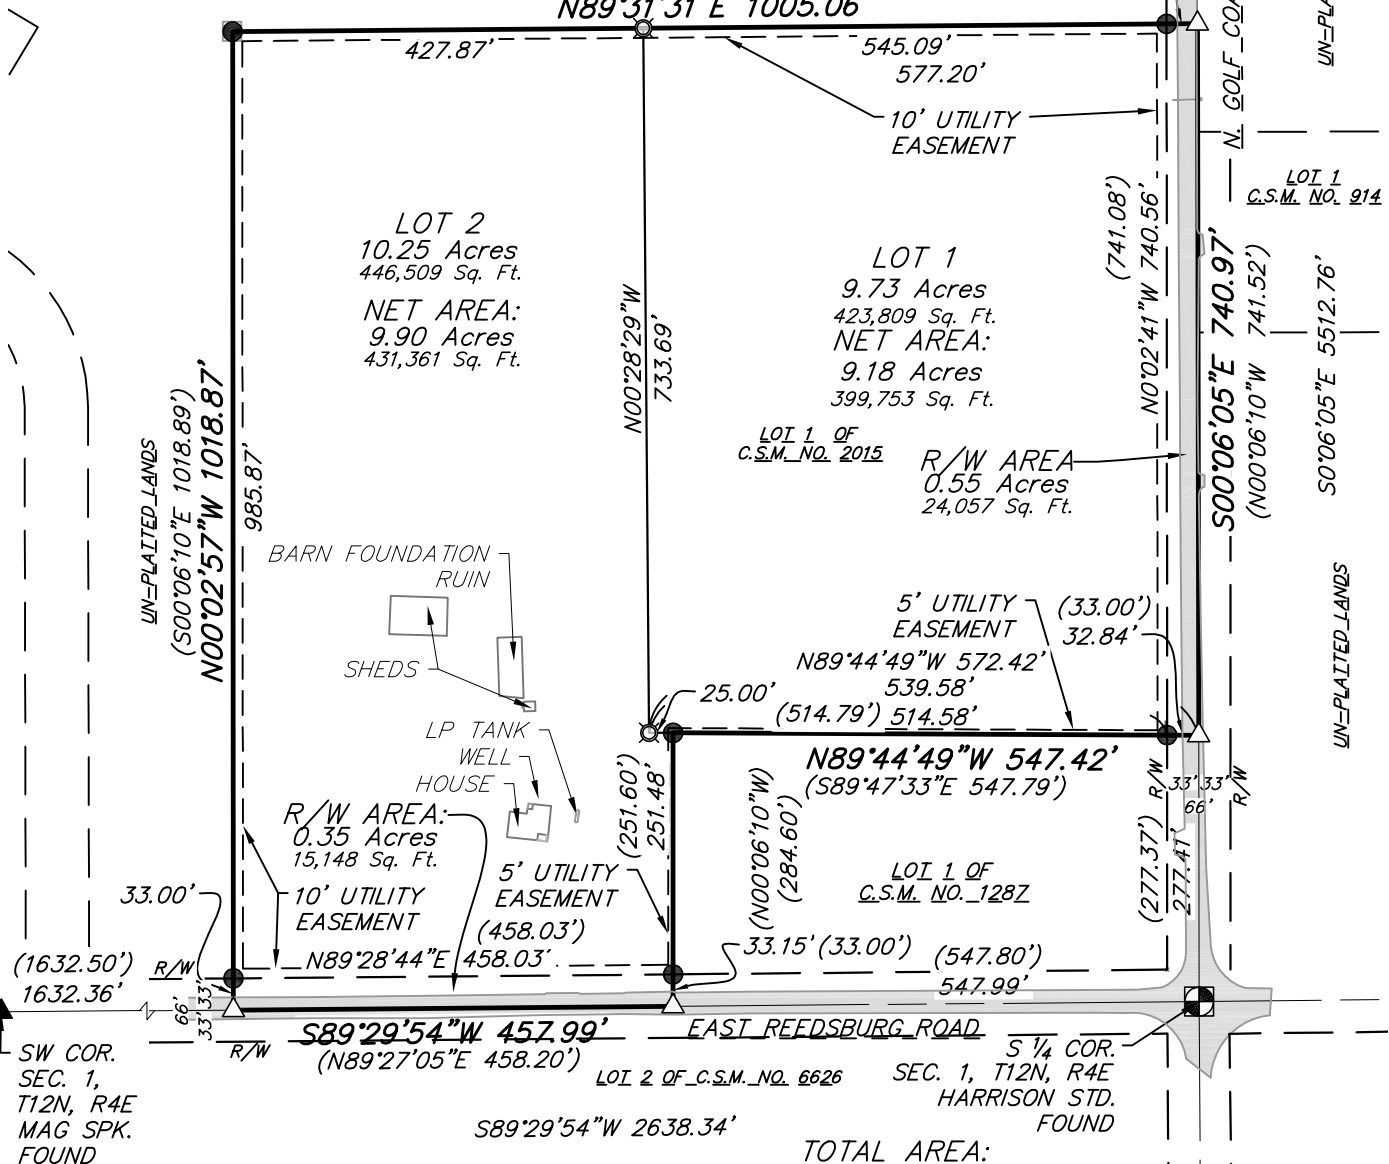 N89°31'31"E 1005.06'
427.87'
545.09'
577.20'
10' UTILITY
EASEMENT
N. GOLF COA
UN-PLA
LOT 1
C.S.M. NO. 914
LOT 2
10.25 Acres
446,509 Sq. Ft.
NET AREA:
9.90 Acres
431,361 Sq. Ft.
LOT 1
9.73 Acres
423,809 Sq. Ft.
NET AREA:
9.18 Acres
399,753 Sq. Ft.
LOT 1 OF
C.S.M. NO. 2015
R/W AREA
0.55 Acres
24,057 Sq. Ft.
N00°28'29"W
733.69'
(741.08')
N0°02'41"W 740.56'
S00°06'05"E 740.97'
(N00°06'10"W 741.52')
S0°06'05"E 5512.76'
UN-PLATTED LANDS
UN-PLATTED LANDS
(S00°06'10"E 1018.89')
N00°02'57"W 1018.87'
985.87'
BARN FOUNDATION
RUIN
SHEDS
LP TANK
WELL
HOUSE
5' UTILITY
EASEMENT
(33.00')
32.84'
N89°44'49"W 572.42'
539.58'
(514.79') 514.58'
25.00'
N89°44'49"W 547.42'
(S89°47'33"E 547.79')
R/W
33' 33'
66'
R/W
R/W AREA:
0.35 Acres
15,148 Sq. Ft.
(251.60')
251.48'
(N00°06'10"W)
(284.60')
(277.37')
277.41'
LOT 1 OF
C.S.M. NO. 1287
5' UTILITY
EASEMENT
33.00'
10' UTILITY
EASEMENT
(458.03')
N89°28'44"E 458.03'
33.15' (33.00')
(547.80')
547.99'
(1632.50')
1632.36'
R/W
66'
33' 33'
R/W
S89°29'54"W 457.99'
(N89°27'05"E 458.20')
EAST REEDSBURG ROAD
LOT 2 OF C.S.M. NO. 6626
S 1/4 COR.
SEC. 1, T12N, R4E
HARRISON STD.
FOUND
SW COR.
SEC. 1,
T12N, R4E
MAG SPK.
FOUND
S89°29'54"W 2638.34'
TOTAL AREA: